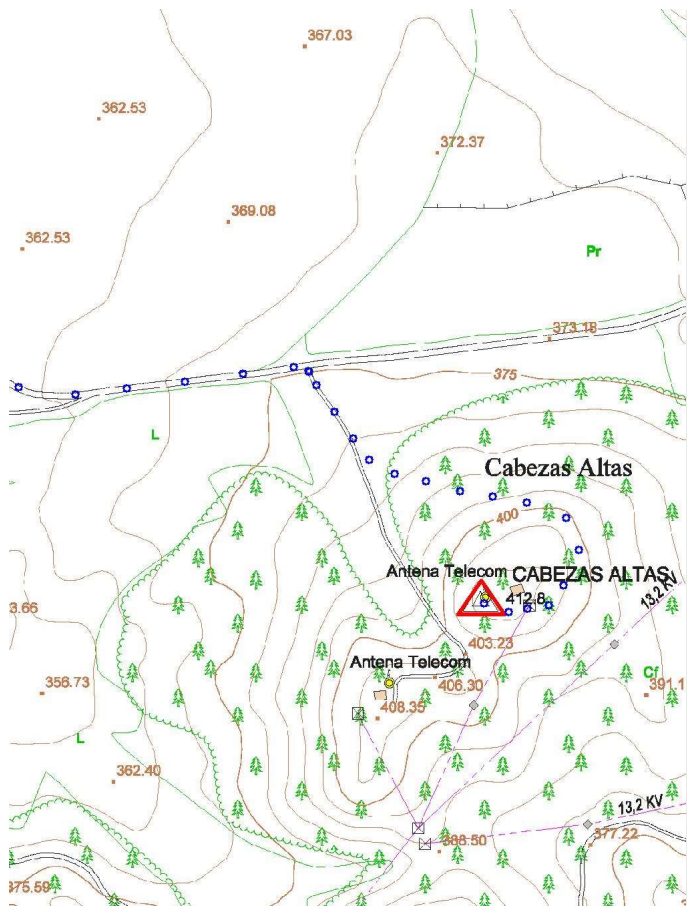 367.03
362.53
372.37
369.08
362.53
Pr
373.18
375
L
Cabezas Altas
400
Antena Telecom
CABEZAS ALTAS
412.8
13,2 KV
3.66
403.23
Antena Telecom
Cf
406.30
391.1
356.73
408.35
L
362.40
13,2 KV
377.22
388.50
375.59